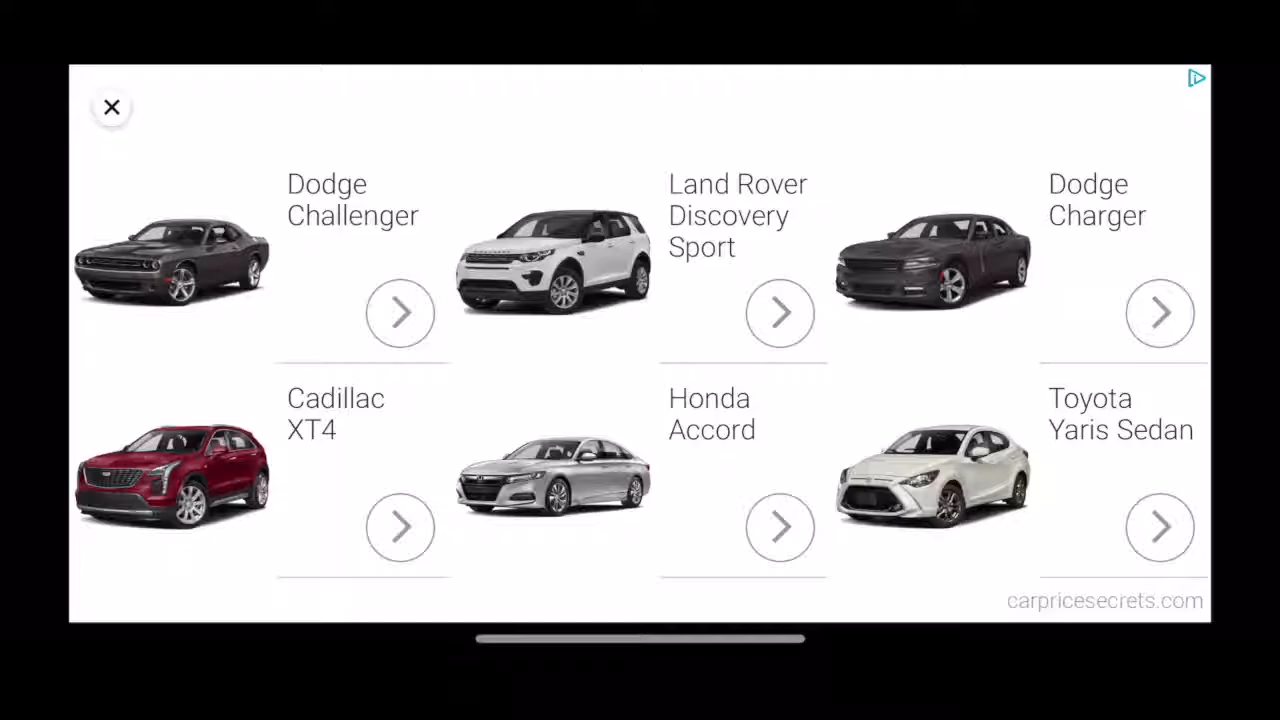 Dodge
Challenger
Land Rover
Discovery
Sport
Dodge
Charger
Cadillac
XT4
Honda
Accord
Toyota
Yaris Sedan
carpricesecrets.com